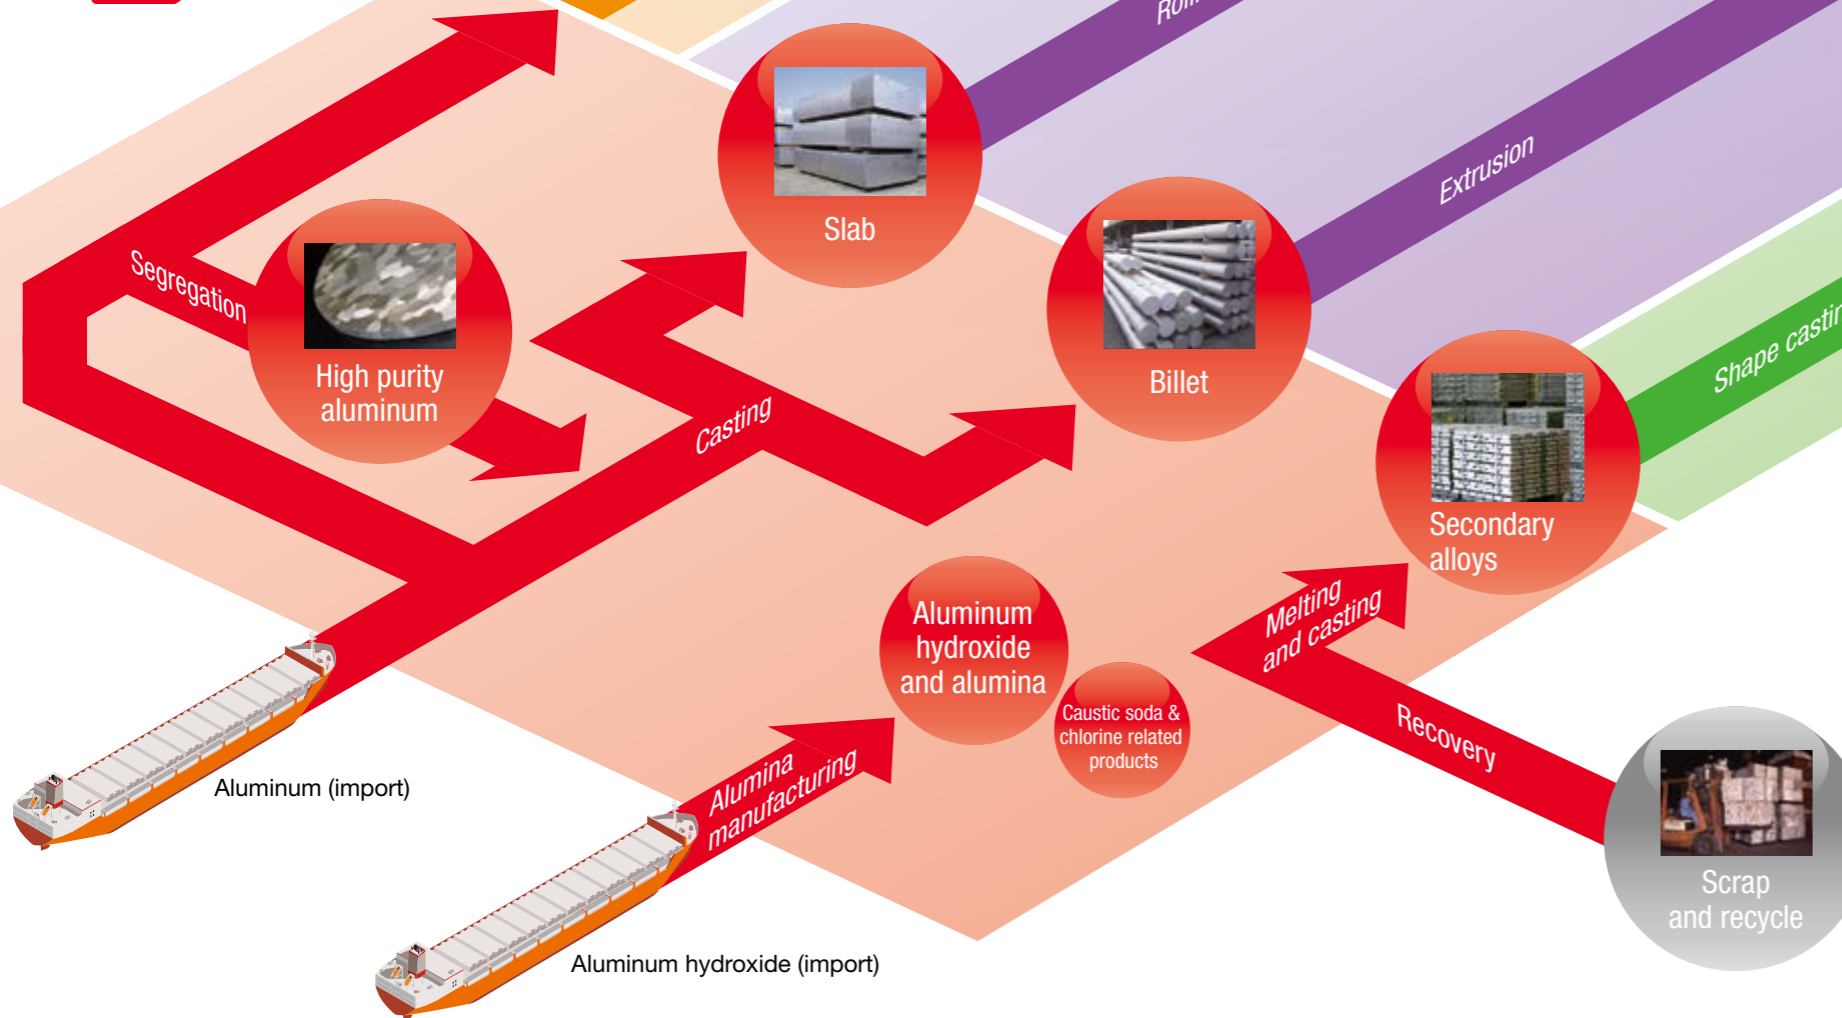 Extrusion
Slab
Segregation
High purity
aluminum
Billet
Casting
Secondary
alloys
Melting
and casting
Aluminum
hydroxide
and alumina
Caustic soda &
chlorine related
products
Recovery
Alumina
manufacturing
Aluminum (import)
Scrap
and recycle
Aluminum hydroxide (import)
Shape